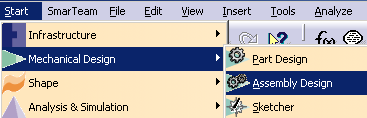 Start SmarTeam File Edit View Insert Tools Analyze
Infrastructure
Mechanical Design
Shape
Analysis & Simulation
f(x)
Part Design
Assembly Design
Sketcher